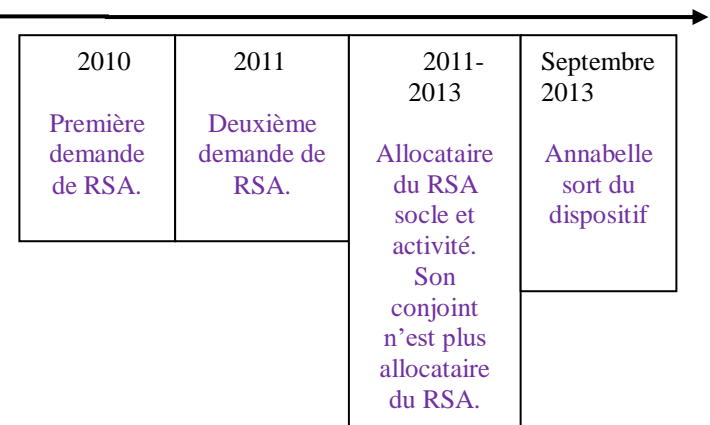 2010
Première
demande
de RSA.
2011
Deuxième
demande de
RSA.
2011-
2013
Allocataire
du RSA
socle et
activité.
Son
conjoint
n'est plus
allocataire
du RSA.
Septembre
2013
Annabelle
sort du
dispositif